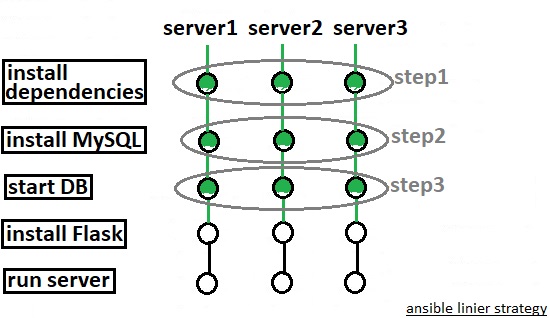 server1 server2 server3
install
dependencies
step1
install MySQL
step2
start DB
step3
install Flask
run server
ansible linier strategy